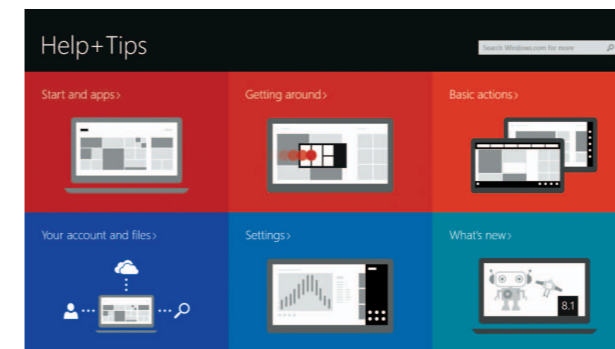 Help+Tips
Search Windows.com for more
Start and apps>
Getting around>
Basic actions>
Your account and files>
Settings>
What's new>
8.1